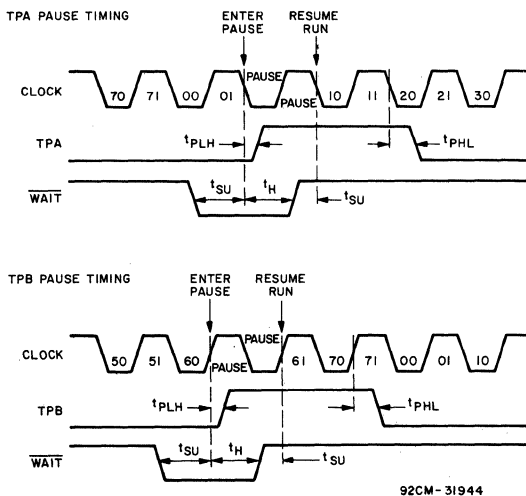 TPA PAUSE TIMING
ENTER PAUSE
RESUME RUN
CLOCK 70 71 00 01 PAUSE PAUSE 10 11 20 21 30
TPA tPLH tPHL
WAIT tSU tH tSU
TPB PAUSE TIMING
ENTER PAUSE
RESUME RUN
CLOCK 50 51 60 PAUSE PAUSE 61 70 71 00 01 10
TPB tPLH tPHL
WAIT tSU tH tSU
92CM-31944